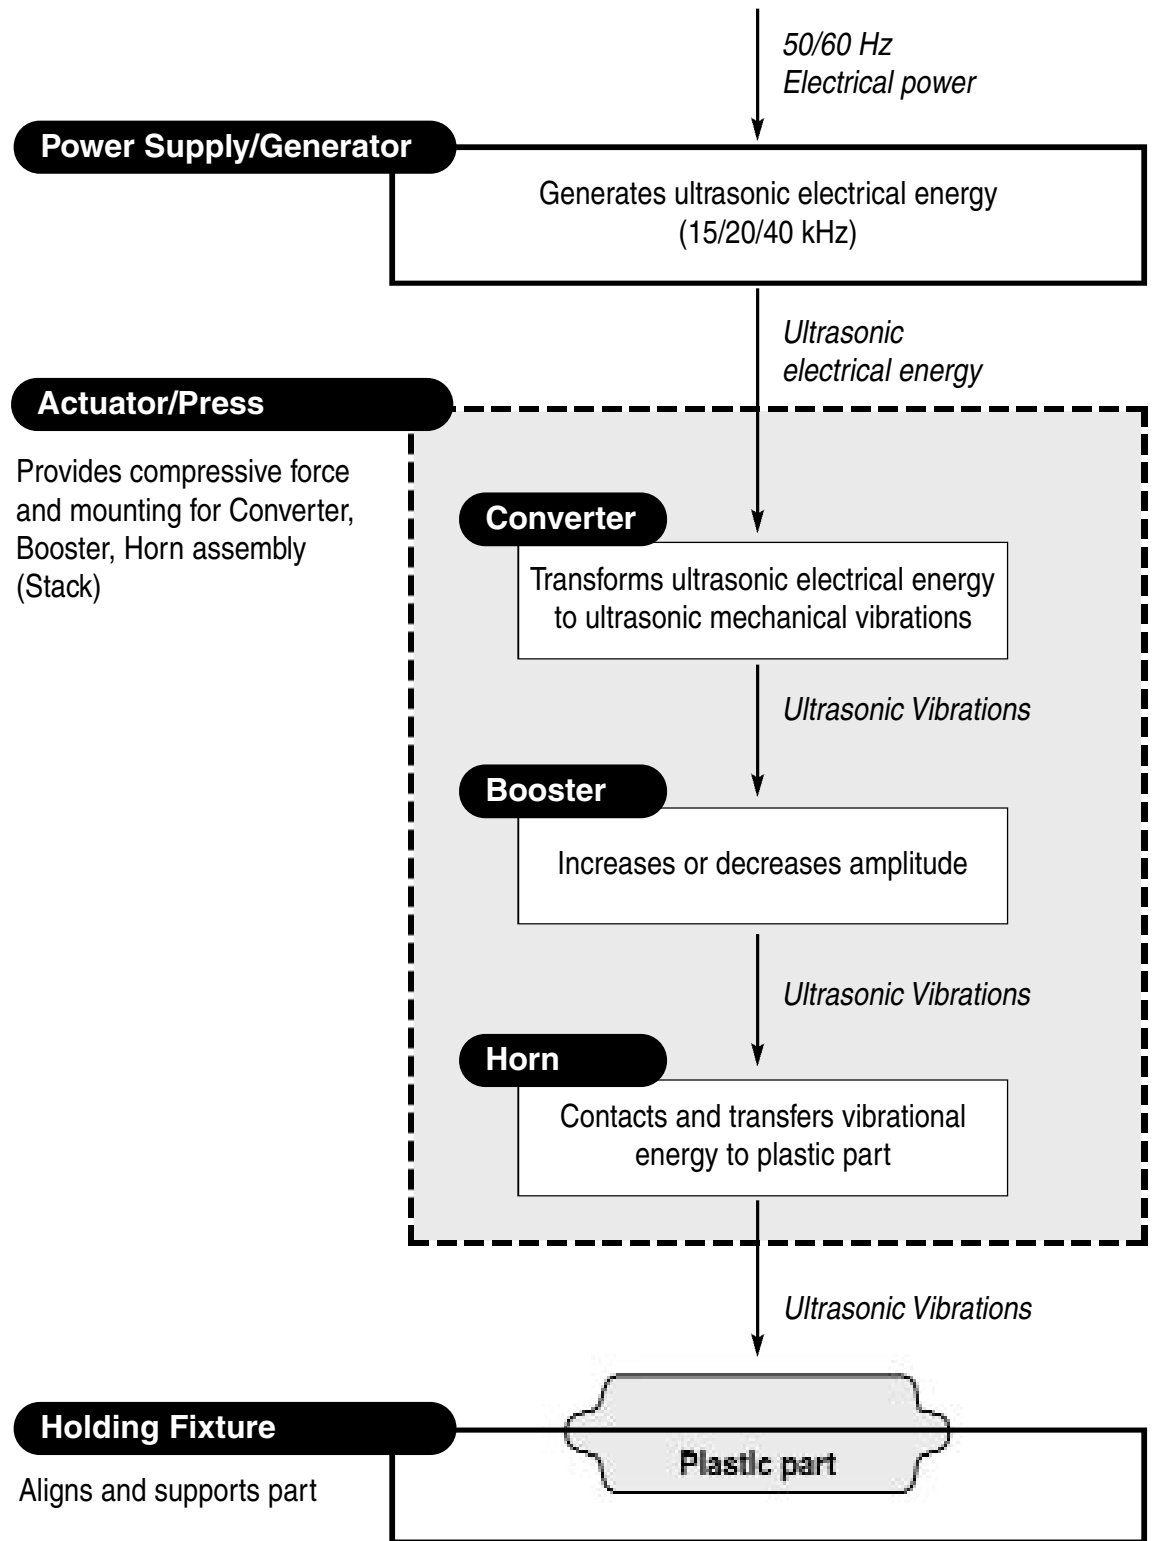 50/60 Hz
Electrical power
Power Supply/Generator
Generates ultrasonic electrical energy
(15/20/40 kHz)
Ultrasonic
electrical energy
Actuator/Press
Provides compressive force
and mounting for Converter,
Booster, Horn assembly
(Stack)
Converter
Transforms ultrasonic electrical energy
to ultrasonic mechanical vibrations
Ultrasonic Vibrations
Booster
Increases or decreases amplitude
Ultrasonic Vibrations
Horn
Contacts and transfers vibrational
energy to plastic part
Ultrasonic Vibrations
Holding Fixture
Aligns and supports part
Plastic part